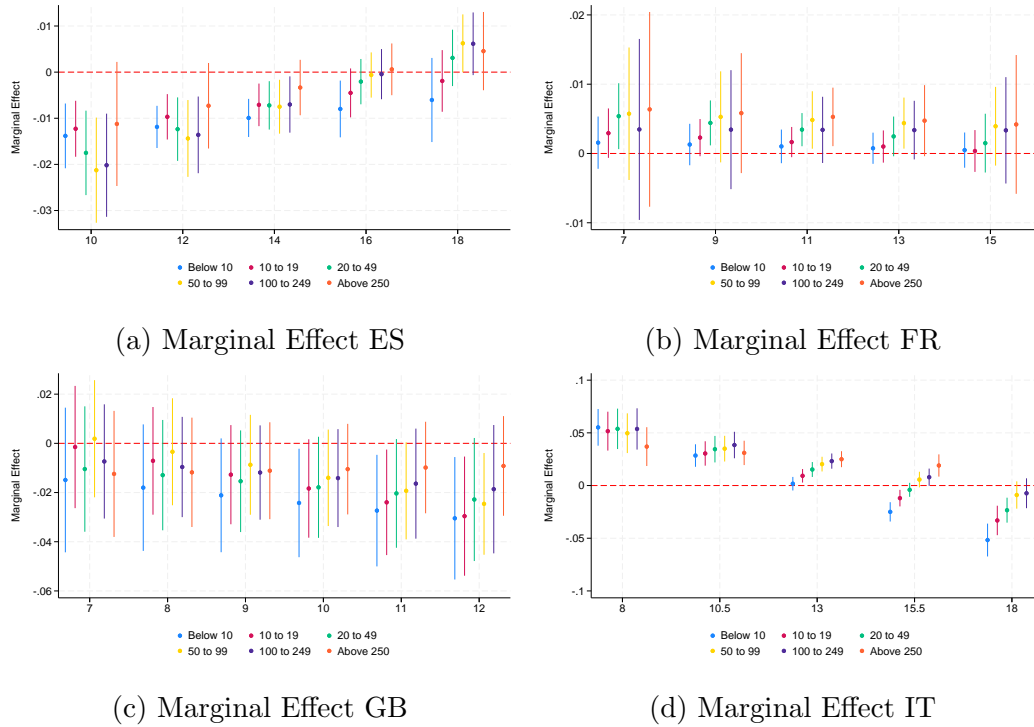 .01
0
-.01
-.02
-.03
Marginal Effect
10 12 14 16 18
Below 10 10 to 19 20 to 49
50 to 99 100 to 249 Above 250
(a) Marginal Effect ES
.02
.01
0
-.01
Marginal Effect
7 9 11 13 15
Below 10 10 to 19 20 to 49
50 to 99 100 to 249 Above 250
(b) Marginal Effect FR
.02
0
-.02
-.04
-.06
Marginal Effect
7 8 9 10 11 12
Below 10 10 to 19 20 to 49
50 to 99 100 to 249 Above 250
(c) Marginal Effect GB
.1
.05
0
-.05
-.1
Marginal Effect
8 10.5 13 15.5 18
Below 10 10 to 19 20 to 49
50 to 99 100 to 249 Above 250
(d) Marginal Effect IT